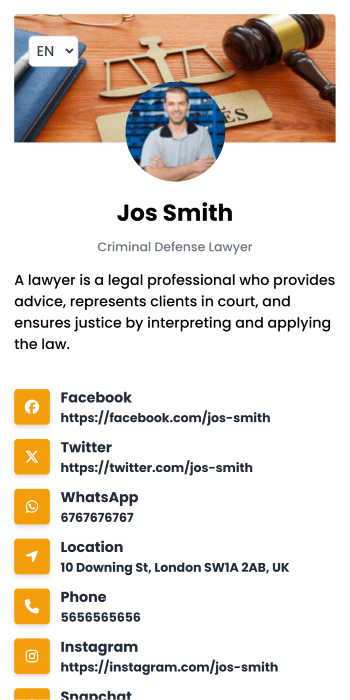 EN
ÉS
Jos Smith
Criminal Defense Lawyer
A lawyer is a legal professional who provides
advice, represents clients in court, and
ensures justice by interpreting and applying
the law.
Facebook
https://facebook.com/jos-smith
Twitter
https://twitter.com/jos-smith
WhatsApp
6767676767
Location
10 Downing St, London SW1A 2AB, UK
Phone
5656565656
Instagram
https://instagram.com/jos-smith
Snapchat